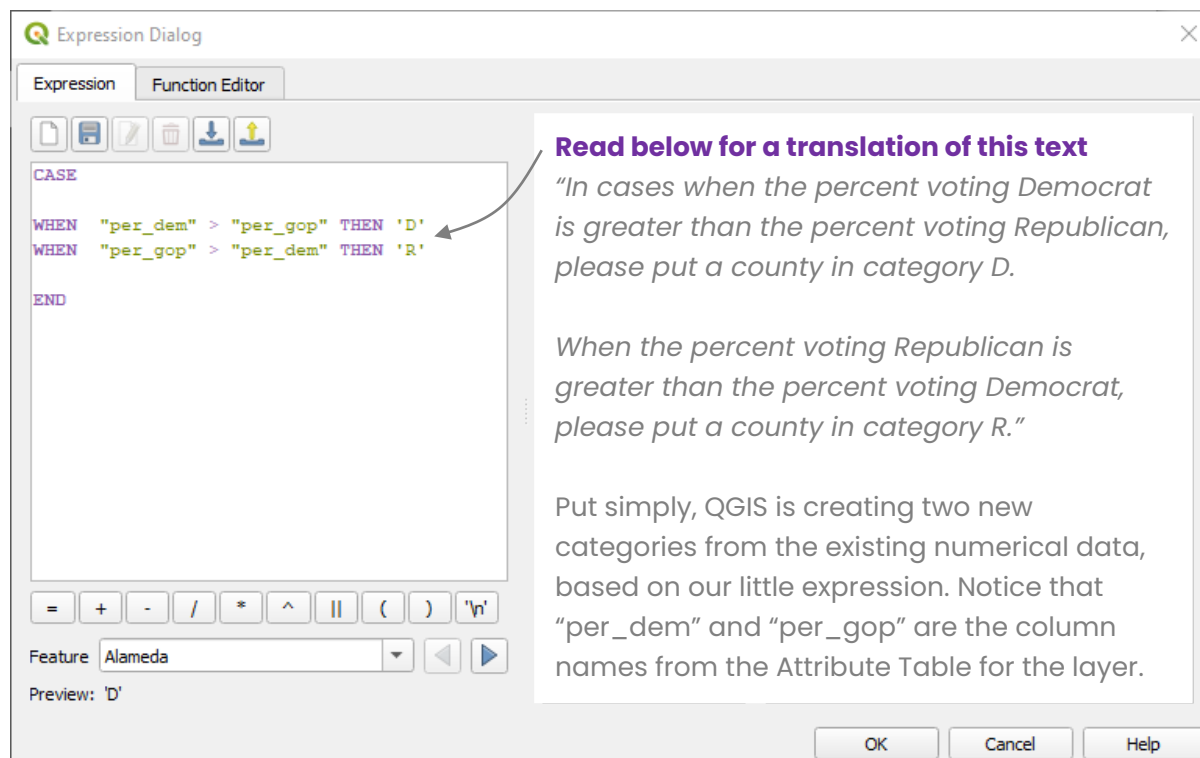 Expression Dialog
Expression
Function Editor
CASE
WHEN "per_dem" > "per_gop" THEN 'D'
WHEN "per_gop" > "per_dem" THEN 'R'
END
= + - / * ^ || ( ) '\n'
Feature Alameda
Preview: 'D'
Read below for a translation of this text
“In cases when the percent voting Democrat
is greater than the percent voting Republican,
please put a county in category D.
When the percent voting Republican is
greater than the percent voting Democrat,
please put a county in category R.”
Put simply, QGIS is creating two new
categories from the existing numerical data,
based on our little expression. Notice that
“per_dem” and “per_gop” are the column
names from the Attribute Table for the layer.
OK Cancel Help